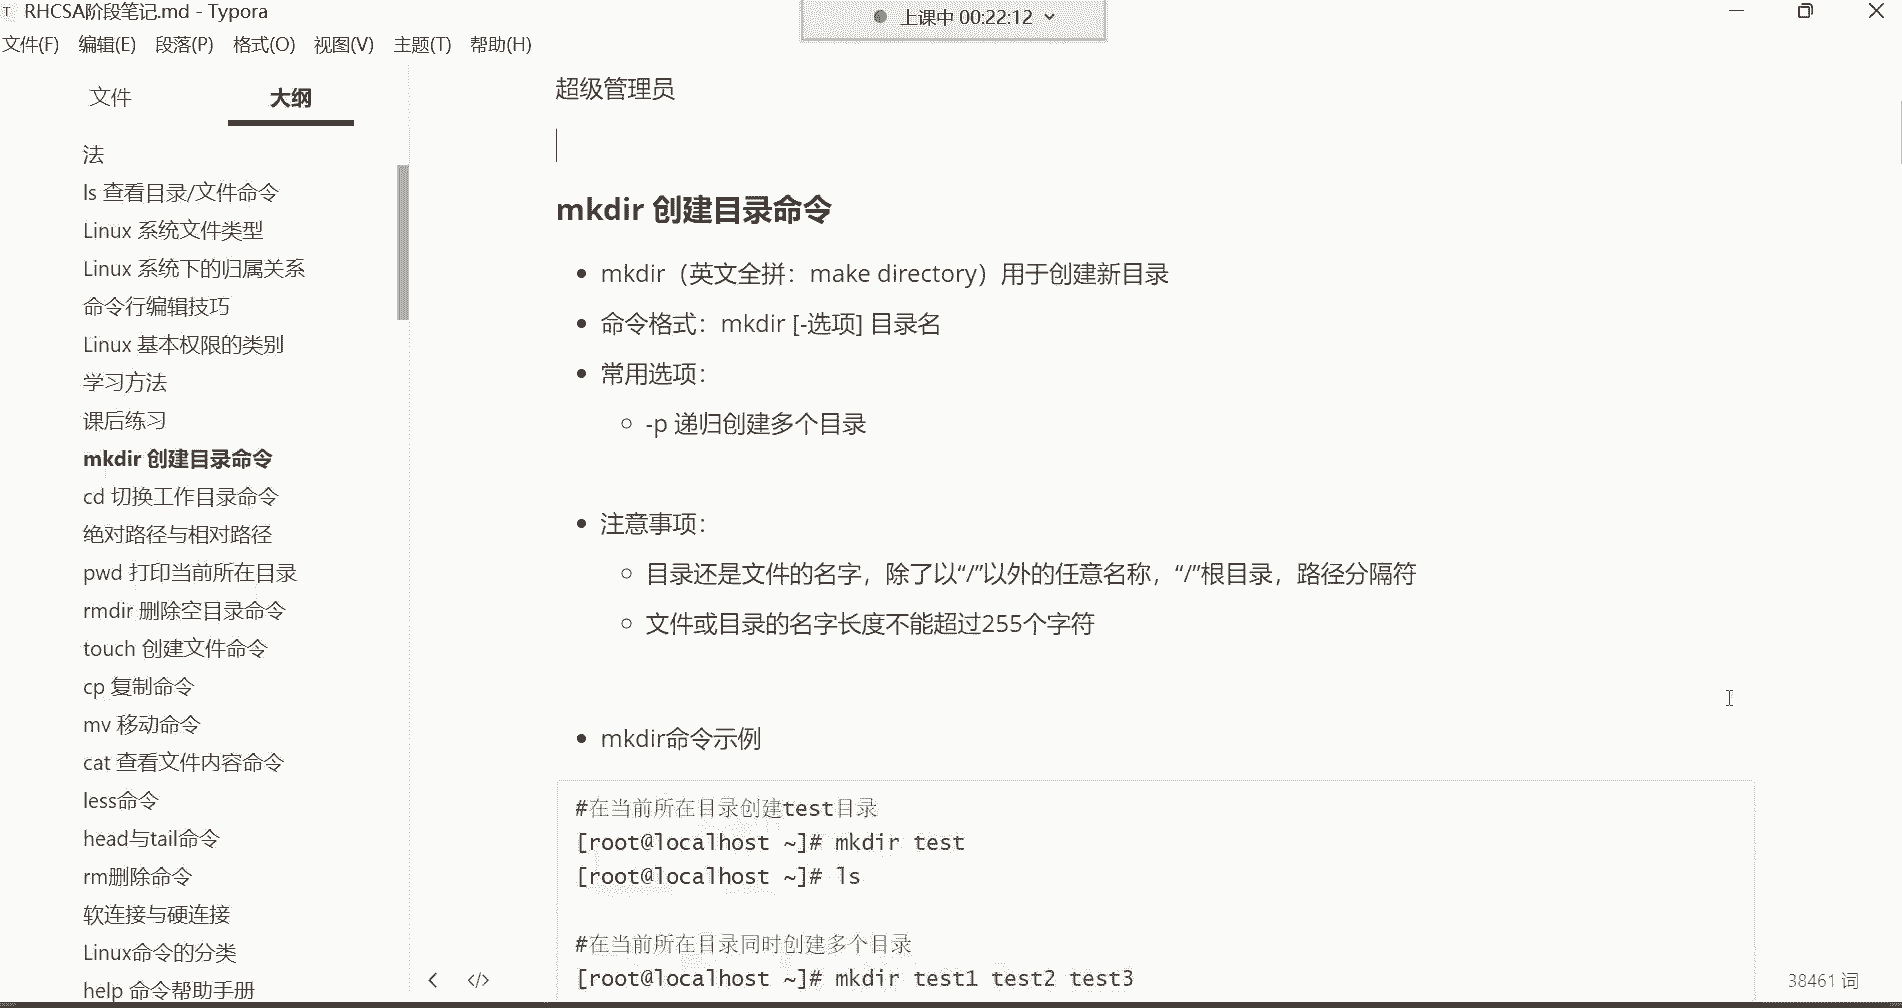 RHCSA阶段笔记.md - Typora
上课中 00:22:12
文件(F) 编辑(E) 段落(P) 格式(O) 视图(V) 主题(T) 帮助(H)
文件 大纲
法
ls 查看目录/文件命令
Linux 系统文件类型
Linux 系统下的归属关系
命令行编辑技巧
Linux 基本权限的类别
学习方法
课后练习
mkdir 创建目录命令
cd 切换工作目录命令
绝对路径与相对路径
pwd 打印当前所在目录
rmdir 删除空目录命令
touch 创建文件命令
cp 复制命令
mv 移动命令
cat 查看文件内容命令
less命令
head与tail命令
rm删除命令
软连接与硬连接
Linux命令的分类
help 命令帮助手册
超级管理员
mkdir 创建目录命令
mkdir（英文全拼：make directory）用于创建新目录
命令格式：mkdir [-选项] 目录名
常用选项：
-p 递归创建多个目录
注意事项：
目录还是文件的名字，除了以“/”以外的任意名称，“/”根目录，路径分隔符
文件或目录的名字长度不能超过255个字符
mkdir命令示例
#在当前所在目录创建test目录
[root@localhost ~]# mkdir test
[root@localhost ~]# ls
#在当前所在目录同时创建多个目录
[root@localhost ~]# mkdir test1 test2 test3
38461 词